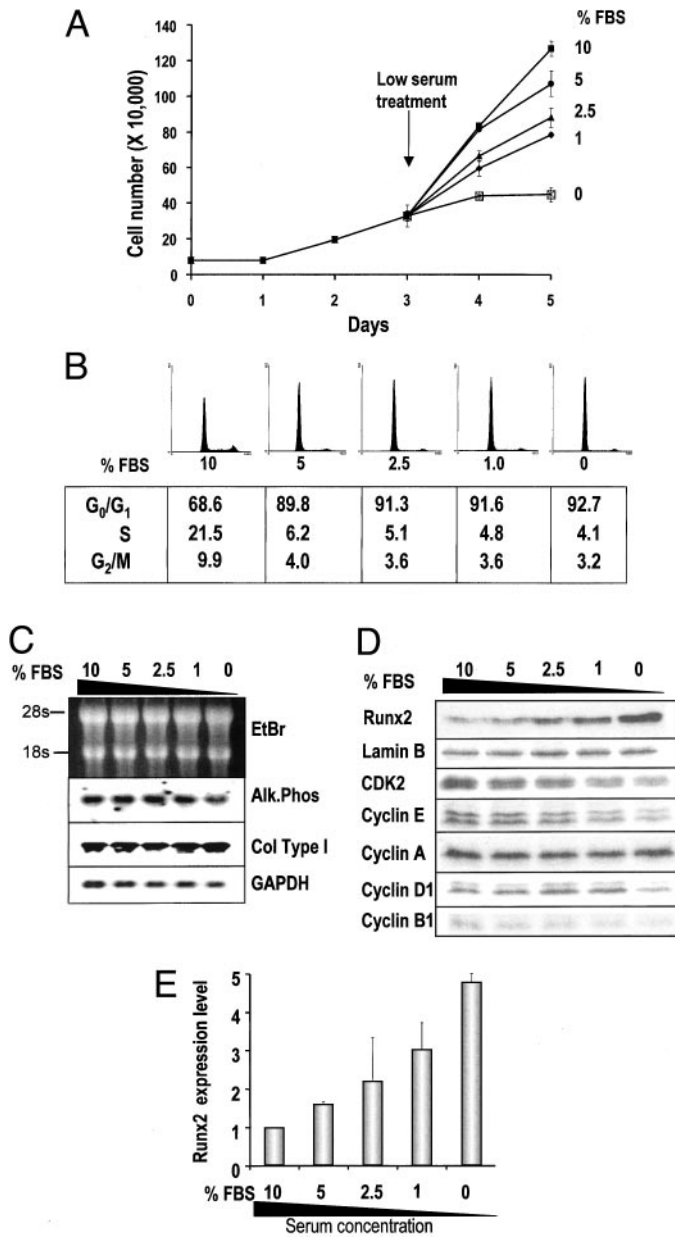 A
% FBS
140
120
100
80
60
40
20
0
Cell number (X 10,000)
Low serum
treatment
10
5
2.5
1
0
0 1 2 3 4 5
Days
B
% FBS 10 5 2.5 1.0 0
G0/G1 68.6 89.8 91.3 91.6 92.7
S 21.5 6.2 5.1 4.8 4.1
G2/M 9.9 4.0 3.6 3.6 3.2
C
% FBS 10 5 2.5 1 0
28s
18s
EtBr
Alk.Phos
Col Type I
GAPDH
D
% FBS 10 5 2.5 1 0
Runx2
Lamin B
CDK2
Cyclin E
Cyclin A
Cyclin D1
Cyclin B1
E
Runx2 expression level
5
4
3
2
1
0
% FBS 10 5 2.5 1 0
Serum concentration